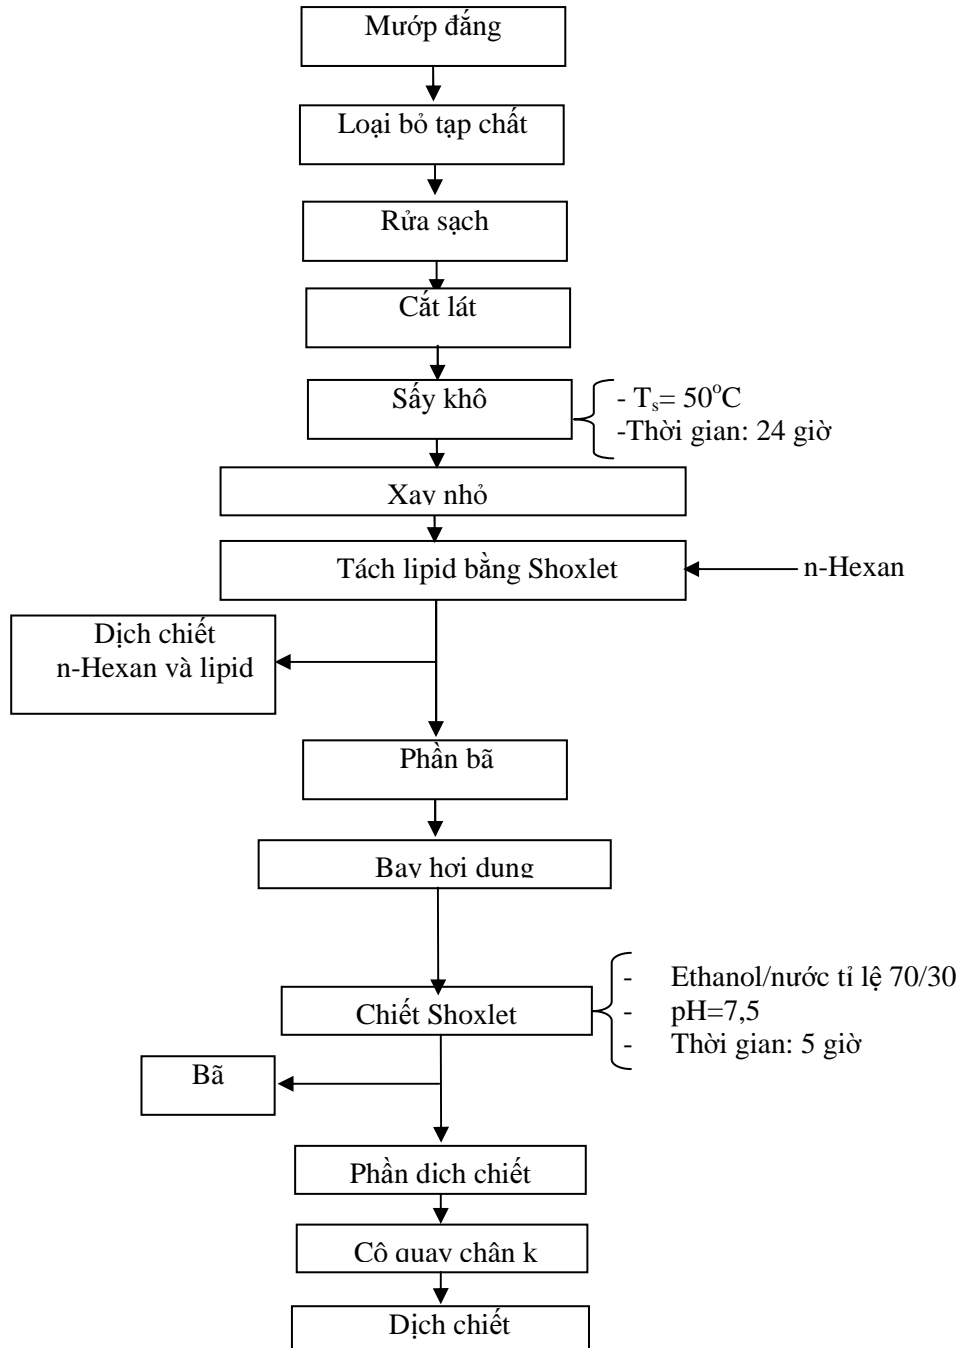 Mướp đắng
Loại bỏ tạp chất
Rửa sạch
Cắt lát
Sấy khô
- Ts= 50oC
-Thời gian: 24 giờ
Xay nhỏ
Tách lipid bằng Shoxlet
n-Hexan
Dịch chiết
n-Hexan và lipid
Phần bã
Bay hơi dung
- Ethanol/nước tỉ lệ 70/30
- pH=7,5
- Thời gian: 5 giờ
Chiết Shoxlet
Bã
Phần dịch chiết
Cô quay chân k
Dịch chiết